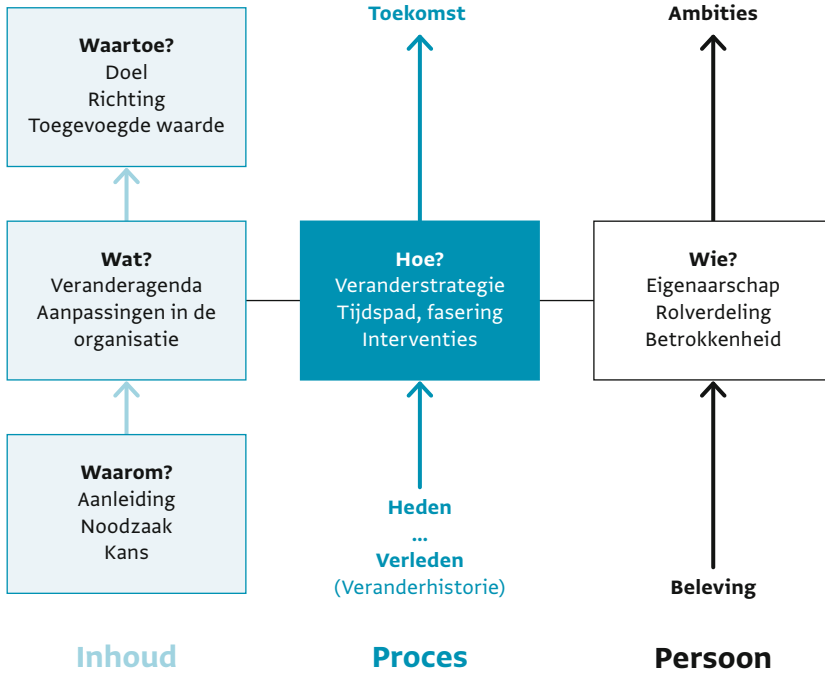 Waartoe?
Doel
Richting
Toegevoegde waarde
Wat?
Veranderagenda
Aanpassingen in de
organisatie
Waarom?
Aanleiding
Noodzaak
Kans
Inhoud
Toekomst
Hoe?
Veranderstrategie
Tijdspad, fasering
Interventies
Heden
...
Verleden
(Veranderhistorie)
Proces
Ambities
Wie?
Eigenaarschap
Rolverdeling
Betrokkenheid
Beleving
Persoon